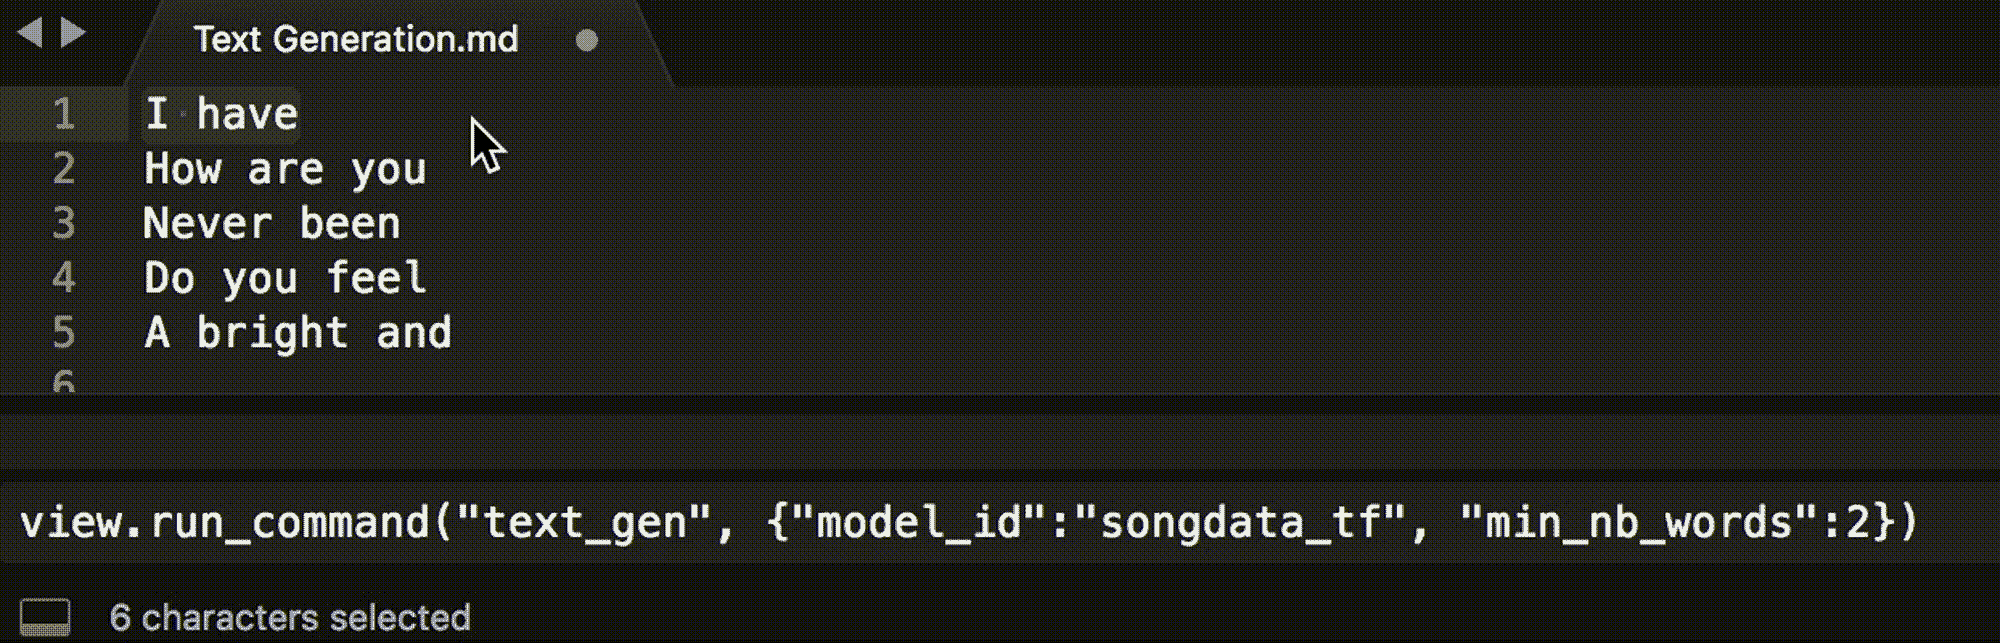 Text Generation.md
1 I have
2 How are you
3 Never been
4 Do you feel
5 A bright and
6
view.run_command("text_gen", {"model_id":"songdata_tf", "min_nb_words":2})
6 characters selected